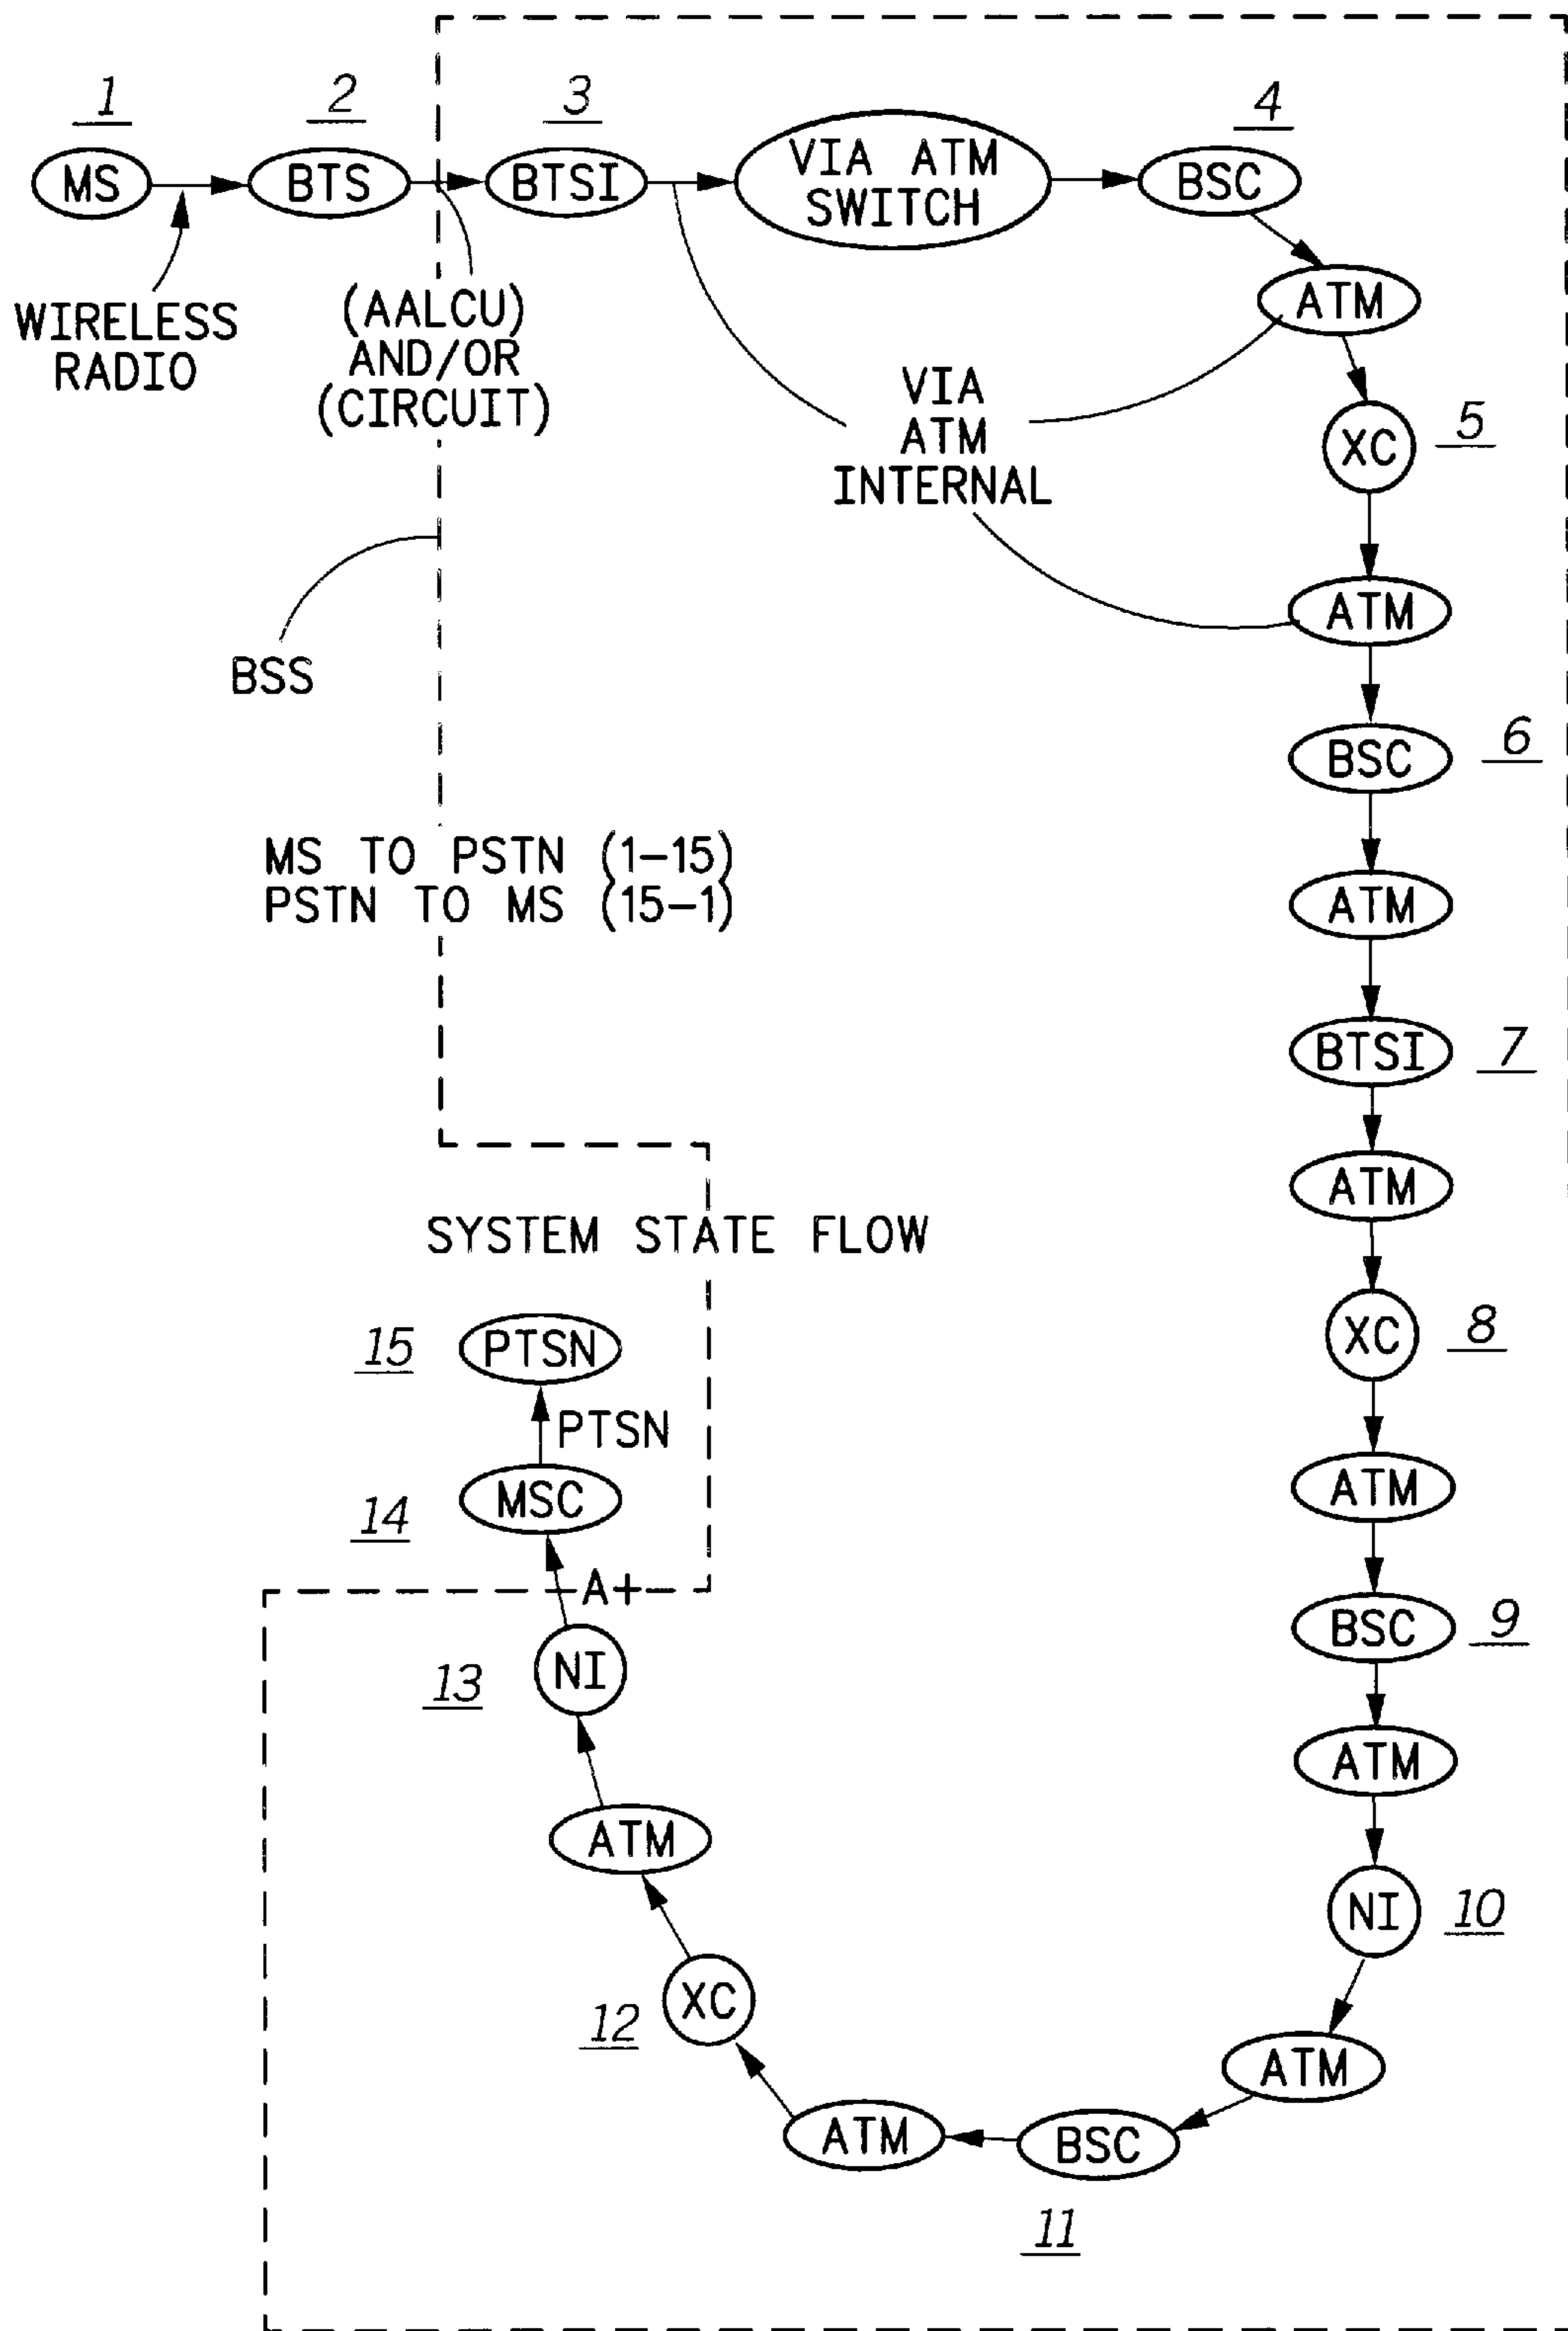 1
2
3
4
MS
BTS
BTSI
VIA ATM
SWITCH
BSC
ATM
WIRELESS
RADIO
(AALCU)
AND/OR
(CIRCUIT)
VIA
ATM
INTERNAL
XC
5
ATM
BSS
BSC
6
MS TO PSTN (1-15)
PSTN TO MS (15-1)
ATM
BTSI
7
ATM
SYSTEM STATE FLOW
XC
8
15
PTSN
PTSN
14
MSC
ATM
A+
BSC
9
13
NI
ATM
ATM
NI
10
12
XC
ATM
ATM
BSC
11